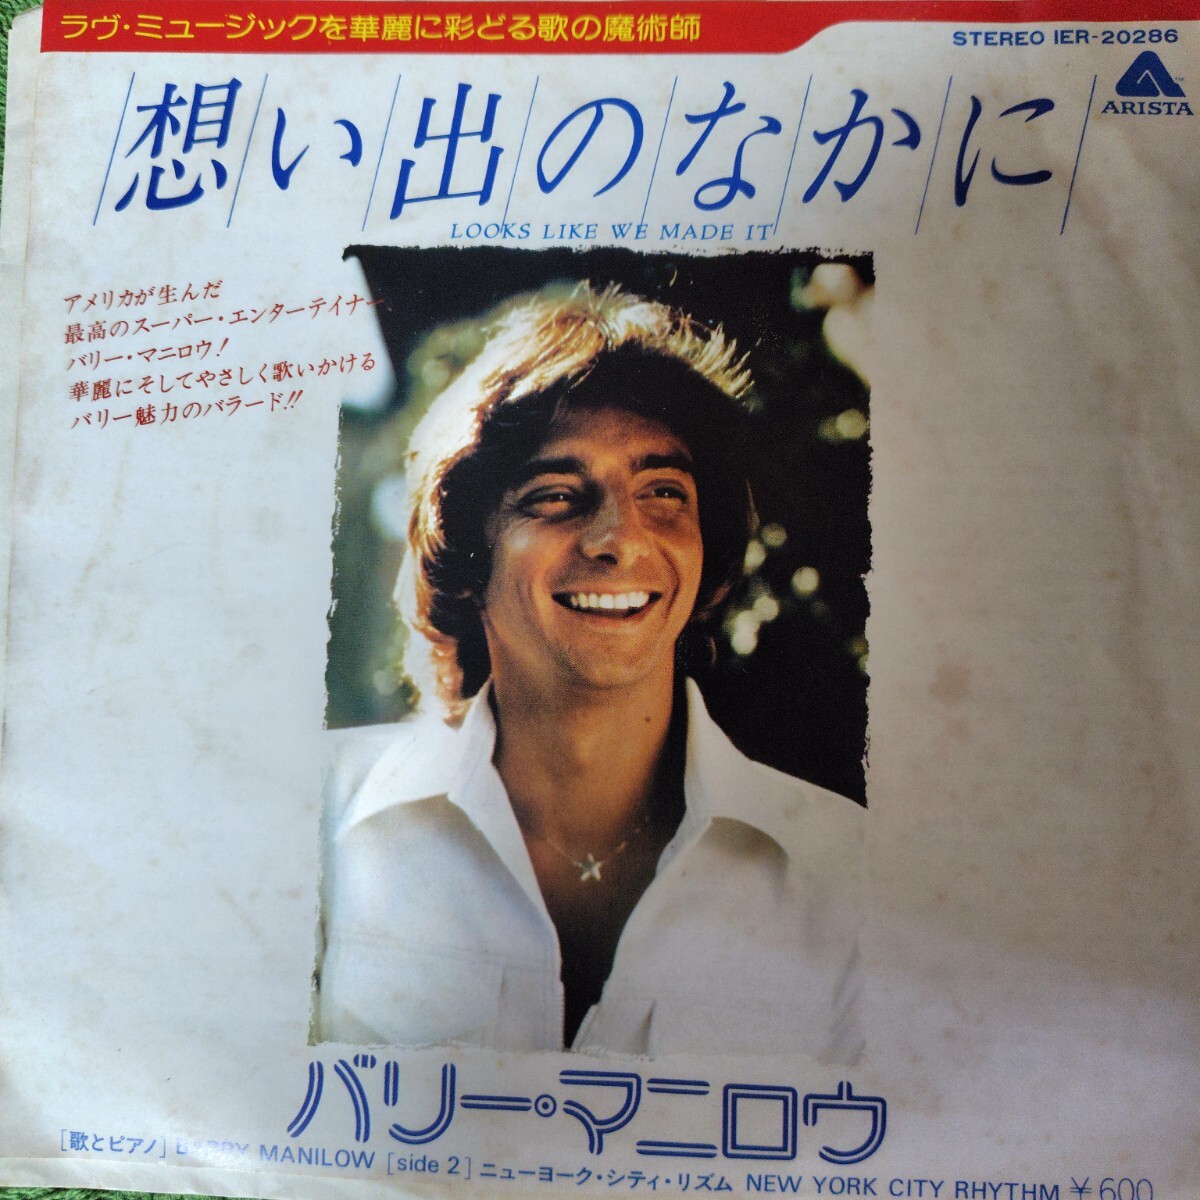 ラヴ・ミュージックを華麗に彩どる歌の魔術師
STEREO IER-20286
ARISTA
想い出のなかに
LOOKS LIKE WE MADE IT
アメリカが生んだ
最高のスーパー・エンターテイナー、
バリー・マニロウ!
華麗にそしてやさしく歌いかける
バリー魅力のバラード!!
バリー・マニロウ
[歌とピアノ] BARRY MANILOW [side 2] ニューヨーク・シティ・リズム NEW YORK CITY RHYTHM ¥600